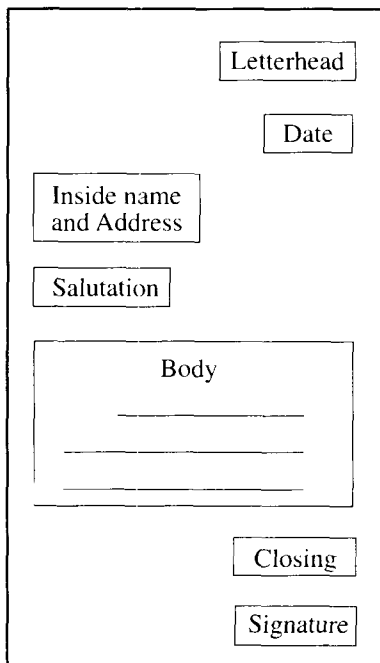 Letterhead
Date
Inside name
and Address
Salutation
Body
Closing
Signature